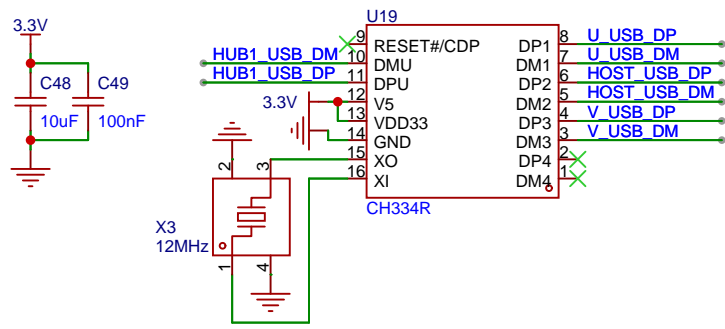 3.3V
C48
C49
10uF
100nF
U19
9
RESET#/CDP
DP1
8
U_USB_DP
HUB1_USB_DM
10
DMU
DM1
7
U_USB_DM
HUB1_USB_DP
11
DPU
DP2
6
HOST_USB_DP
3.3V
12
V5
DM2
5
HOST_USB_DM
13
VDD33
DP3
4
V_USB_DP
14
GND
DM3
3
V_USB_DM
15
XO
DP4
2
16
XI
DM4
1
CH334R
2
3
X3
12MHz
1
4